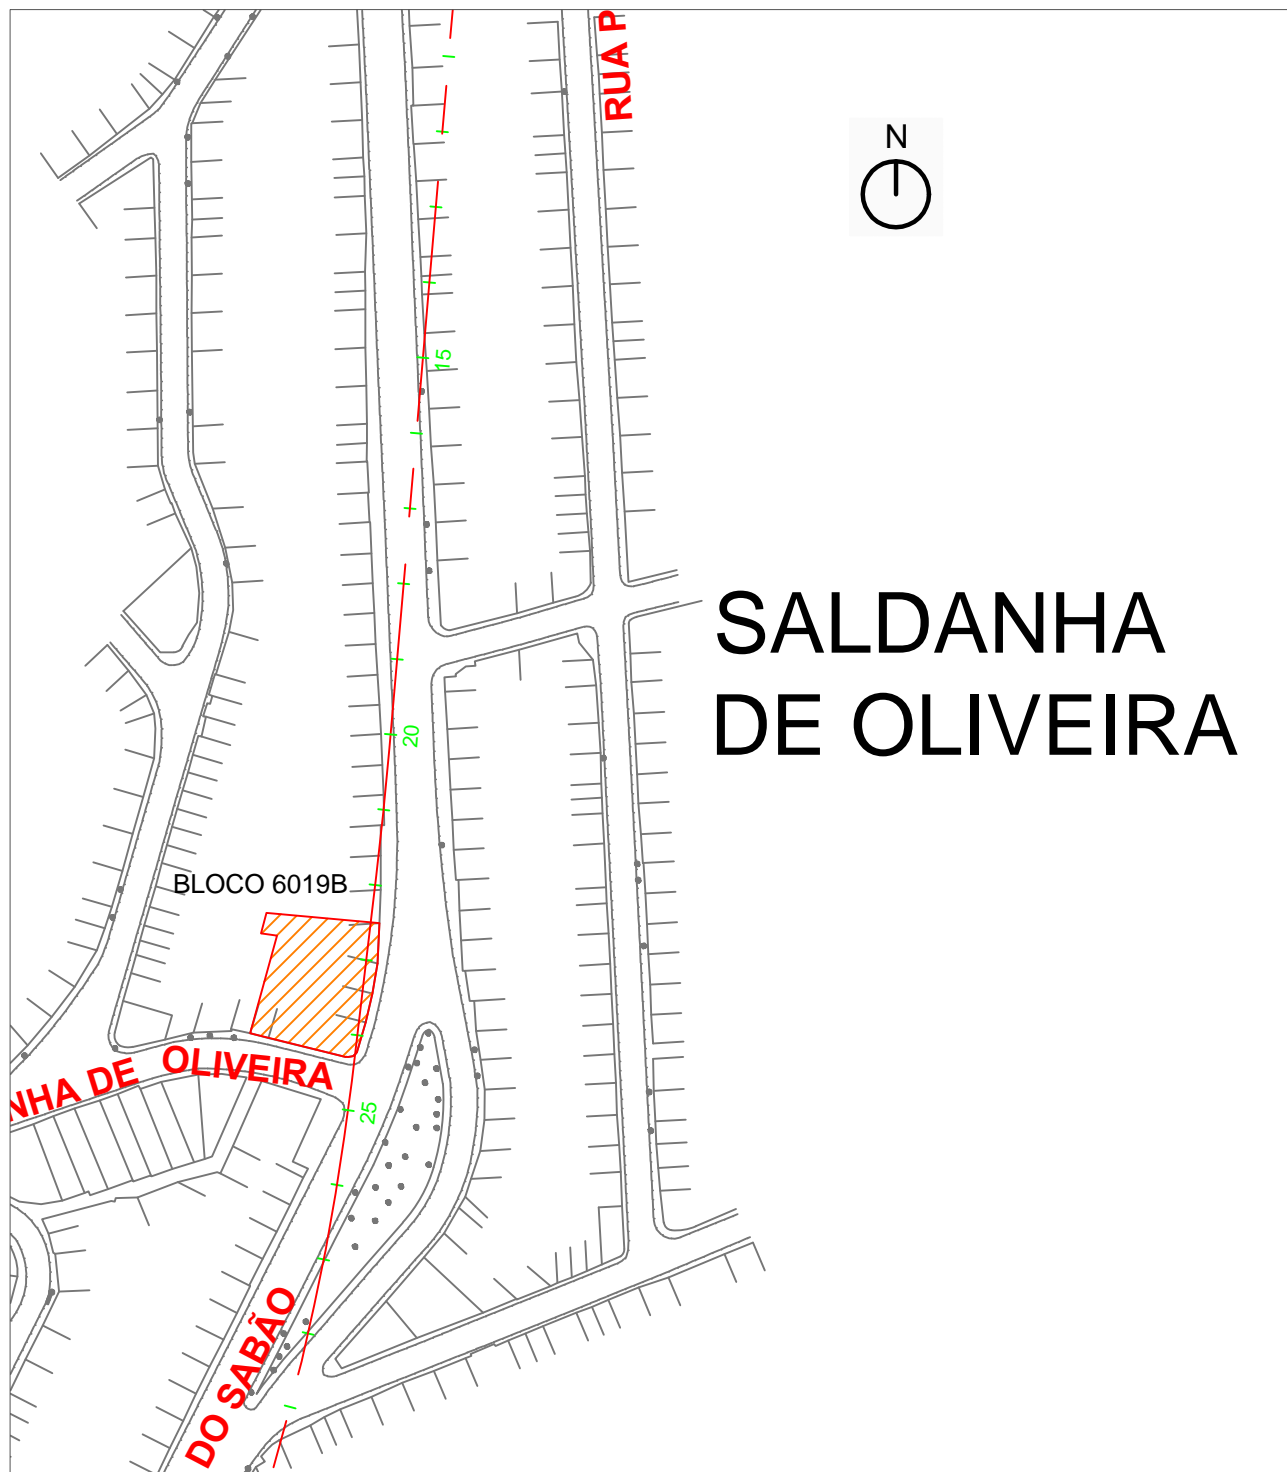 RUA P
N
15
SALDANHA
DE OLIVEIRA
20
BLOCO 6019B
NHA DE OLIVEIRA
25
DO SABÃO